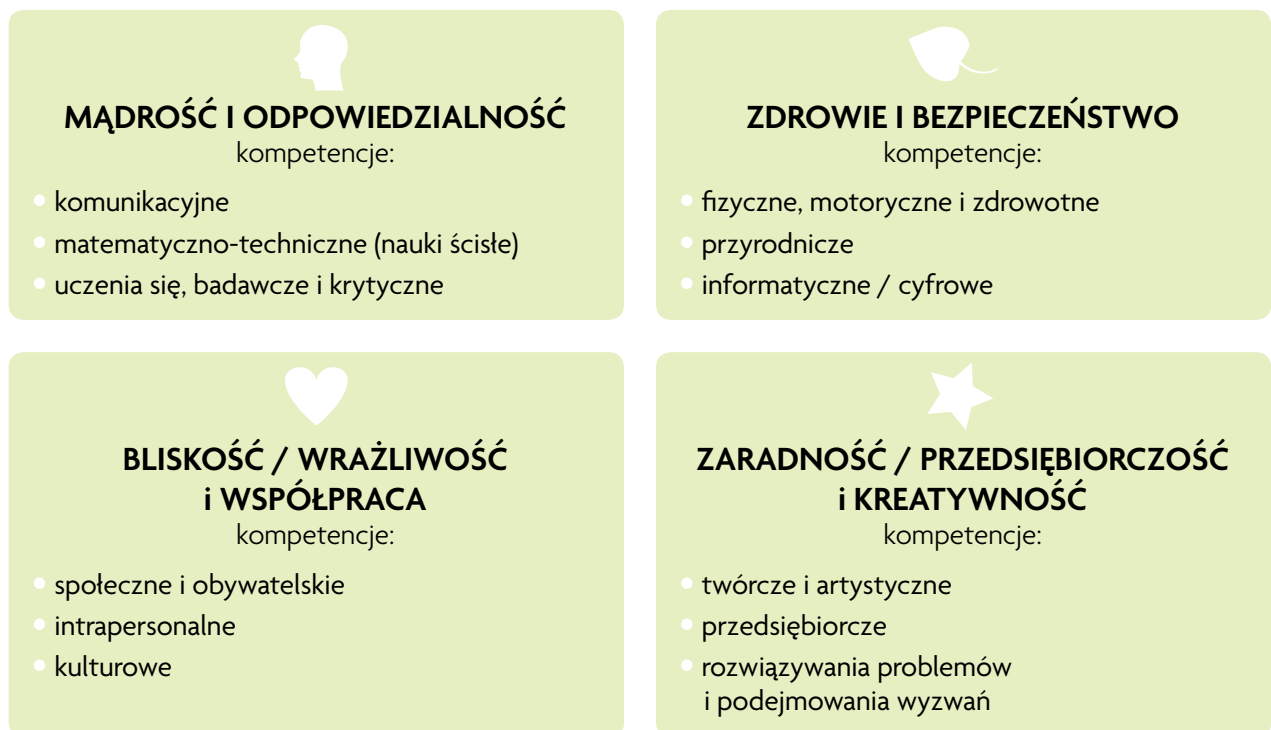 MĄDROŚĆ I ODPOWIEDZIALNOŚĆ
kompetencje:
komunikacyjne
matematyczno-techniczne (nauki ścisłe)
uczenia się, badawcze i krytyczne
ZDROWIE I BEZPIECZEŃSTWO
kompetencje:
fizyczne, motoryczne i zdrowotne
przyrodnicze
informatyczne / cyfrowe
BLISKOŚĆ / WRAŻLIWOŚĆ
i WSPÓŁPRACA
kompetencje:
społeczne i obywatelskie
intrapersonalne
kulturowe
ZARADNOŚĆ / PRZEDSIĘBIORCZOŚĆ
i KREATYWNOŚĆ
kompetencje:
twórcze i artystyczne
przedsiębiorcze
rozwiązywania problemów
i podejmowania wyzwań